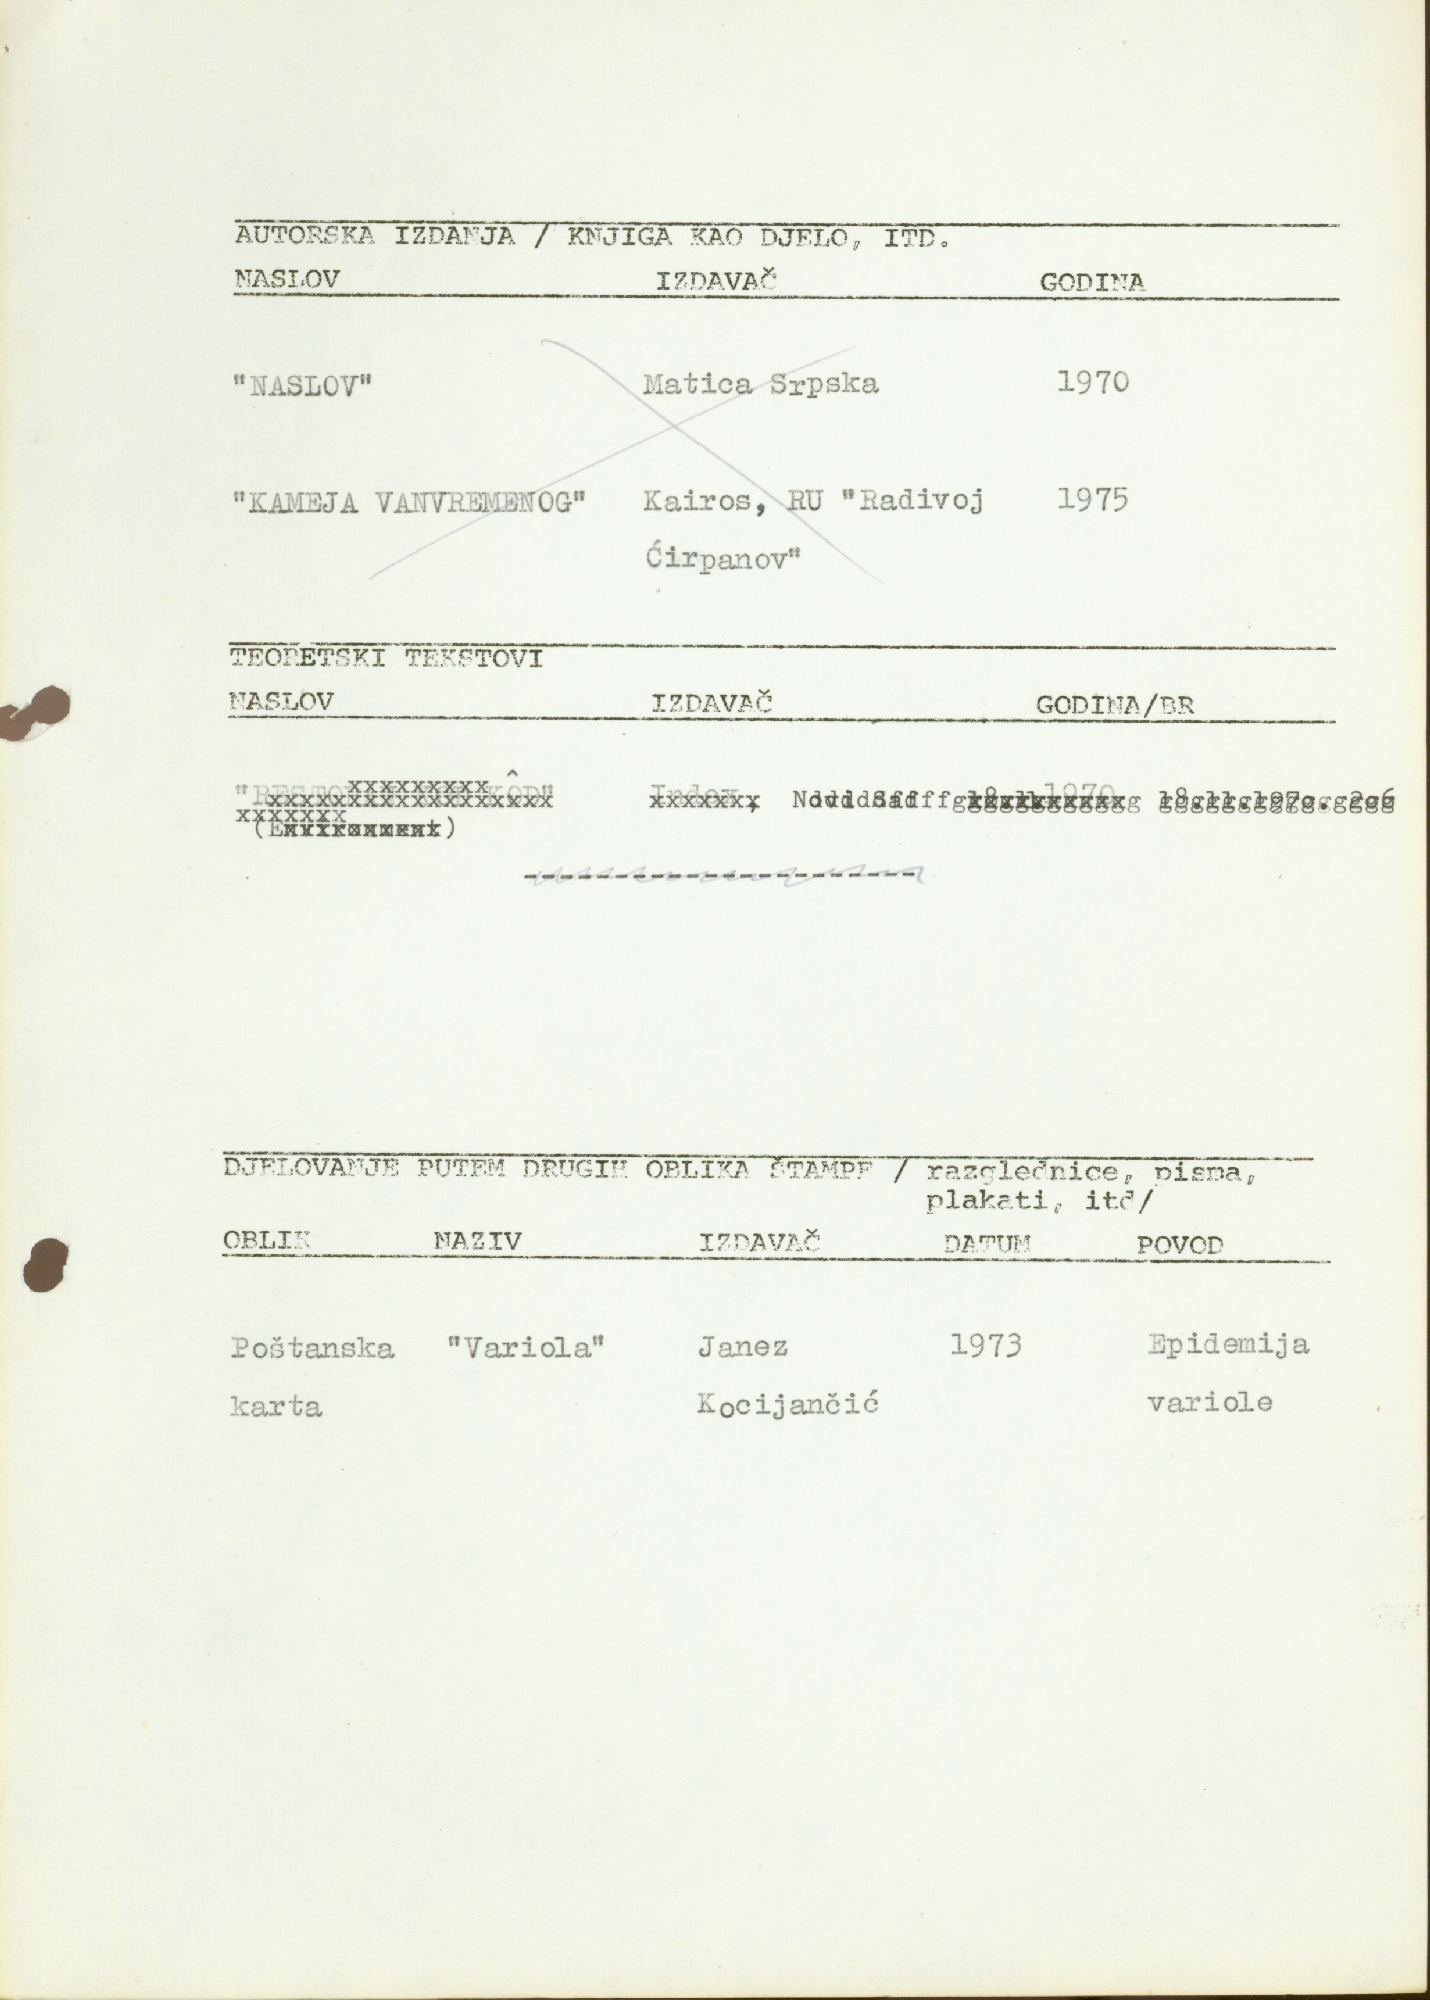 AUTORSKA IZDANJA / KNJIGA KAO DJELO, ITD.
NASLOV IZDAVAČ GODINA
"NASLOV" Matica Srpska 1970
"KAMEJA VANVREMENOG" Kairos, RU "Radivoj 1975
Ćirpanov"
TEORETSKI TEKSTOVI
NASLOV IZDAVAČ GODINA/BR
DJELOVANJE PUTEM DRUGIH OBLIKA ŠTAMPE / razglednice, pisma,
plakati, itd/
OBLIK NAZIV IZDAVAČ DATUM POVOD
Poštanska "Variola" Janez 1973 Epidemija
karta Kocijančić variole